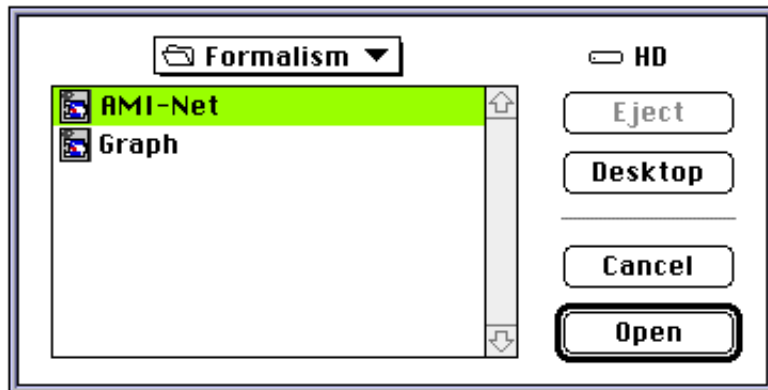 Formalism
HD
AMI-Net
Graph
Eject
Desktop
Cancel
Open